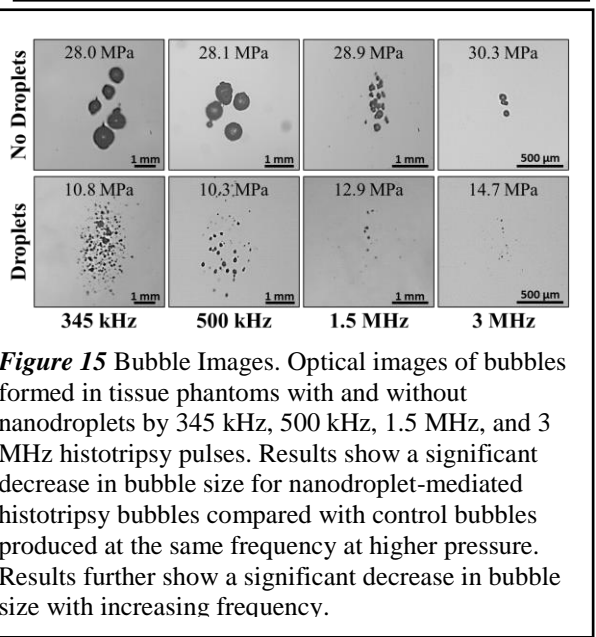 No Droplets
28.0 MPa 28.1 MPa 28.9 MPa 30.3 MPa
1 mm 1 mm 1 mm 500 µm
Droplets
10.8 MPa 10.3 MPa 12.9 MPa 14.7 MPa
1 mm 1 mm 1 mm 500 µm
345 kHz 500 kHz 1.5 MHz 3 MHz
Figure 15 Bubble Images. Optical images of bubbles
formed in tissue phantoms with and without
nanodroplets by 345 kHz, 500 kHz, 1.5 MHz, and 3
MHz histotripsy pulses. Results show a significant
decrease in bubble size for nanodroplet-mediated
histotripsy bubbles compared with control bubbles
produced at the same frequency at higher pressure.
Results further show a significant decrease in bubble
size with increasing frequency.